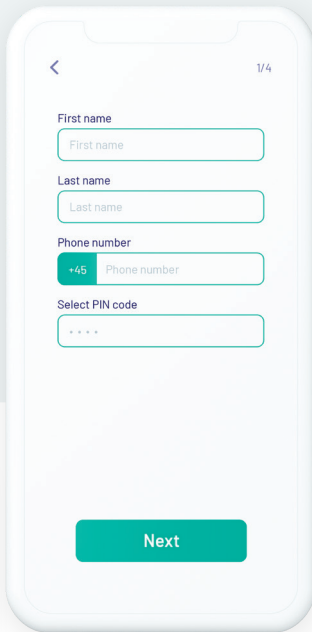 1/4
First name
First name
Last name
Last name
Phone number
+45 Phone number
Select PIN code
Next